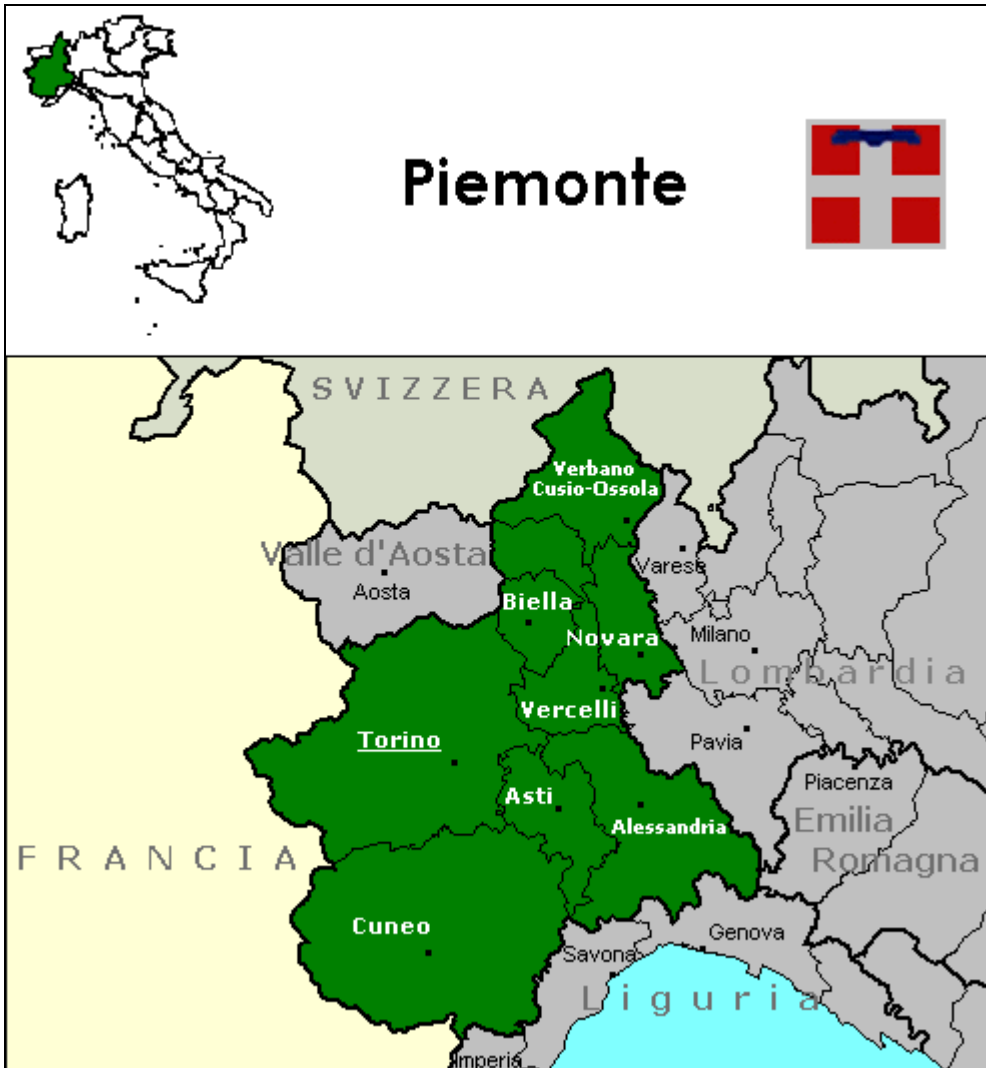 Piemonte
SVIZZERA
Verbano
Cusio-Ossola
Valle d'Aosta
Varese
Aosta
Biella
Novara
Milano
Lombardia
Vercelli
Torino
Pavia
Piacenza
Asti
Emilia
Alessandria
FRANCIA
Romagna
Cuneo
Genova
Savona
Liguria
Imperia